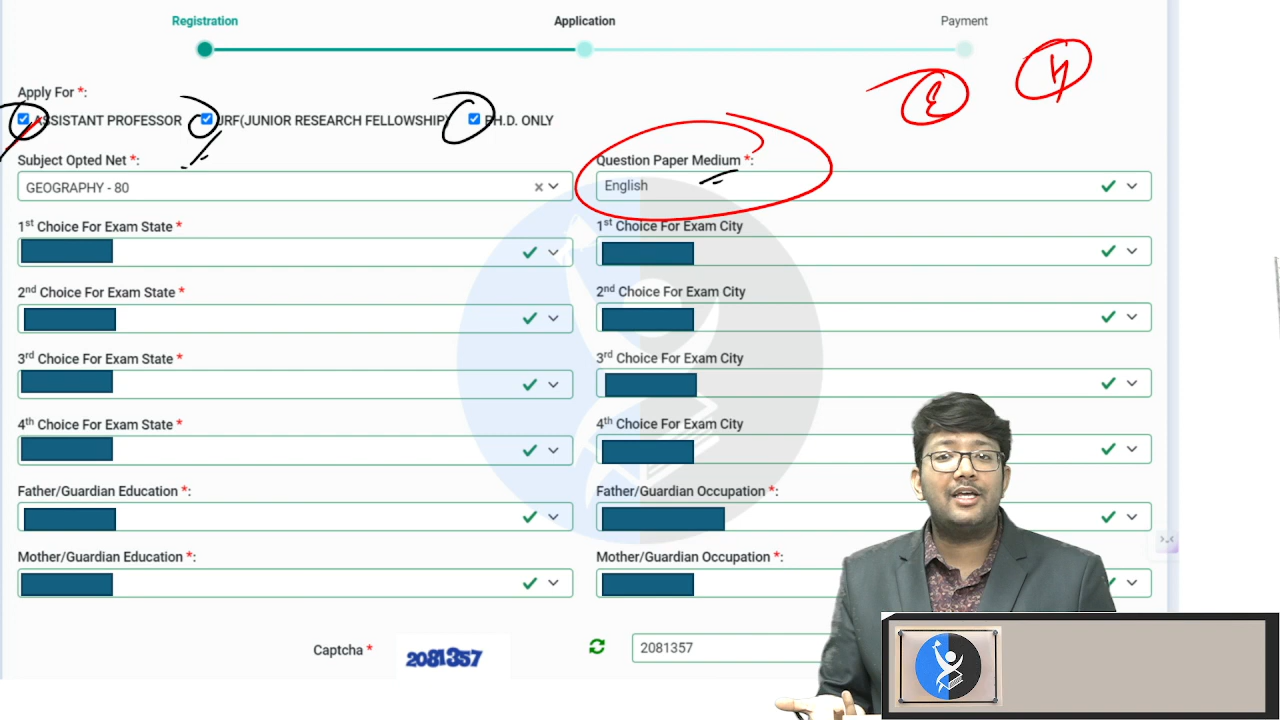 Registration Application Payment
Apply For *:
ASSISTANT PROFESSOR JRF(JUNIOR RESEARCH FELLOWSHIP) PH.D. ONLY
Subject Opted Net *: Question Paper Medium *:
GEOGRAPHY - 80 English
1st Choice For Exam State * 1st Choice For Exam City
2nd Choice For Exam State * 2nd Choice For Exam City
3rd Choice For Exam State * 3rd Choice For Exam City
4th Choice For Exam State * 4th Choice For Exam City
Father/Guardian Education *: Father/Guardian Occupation *:
Mother/Guardian Education *: Mother/Guardian Occupation *:
Captcha * 2081357 2081357